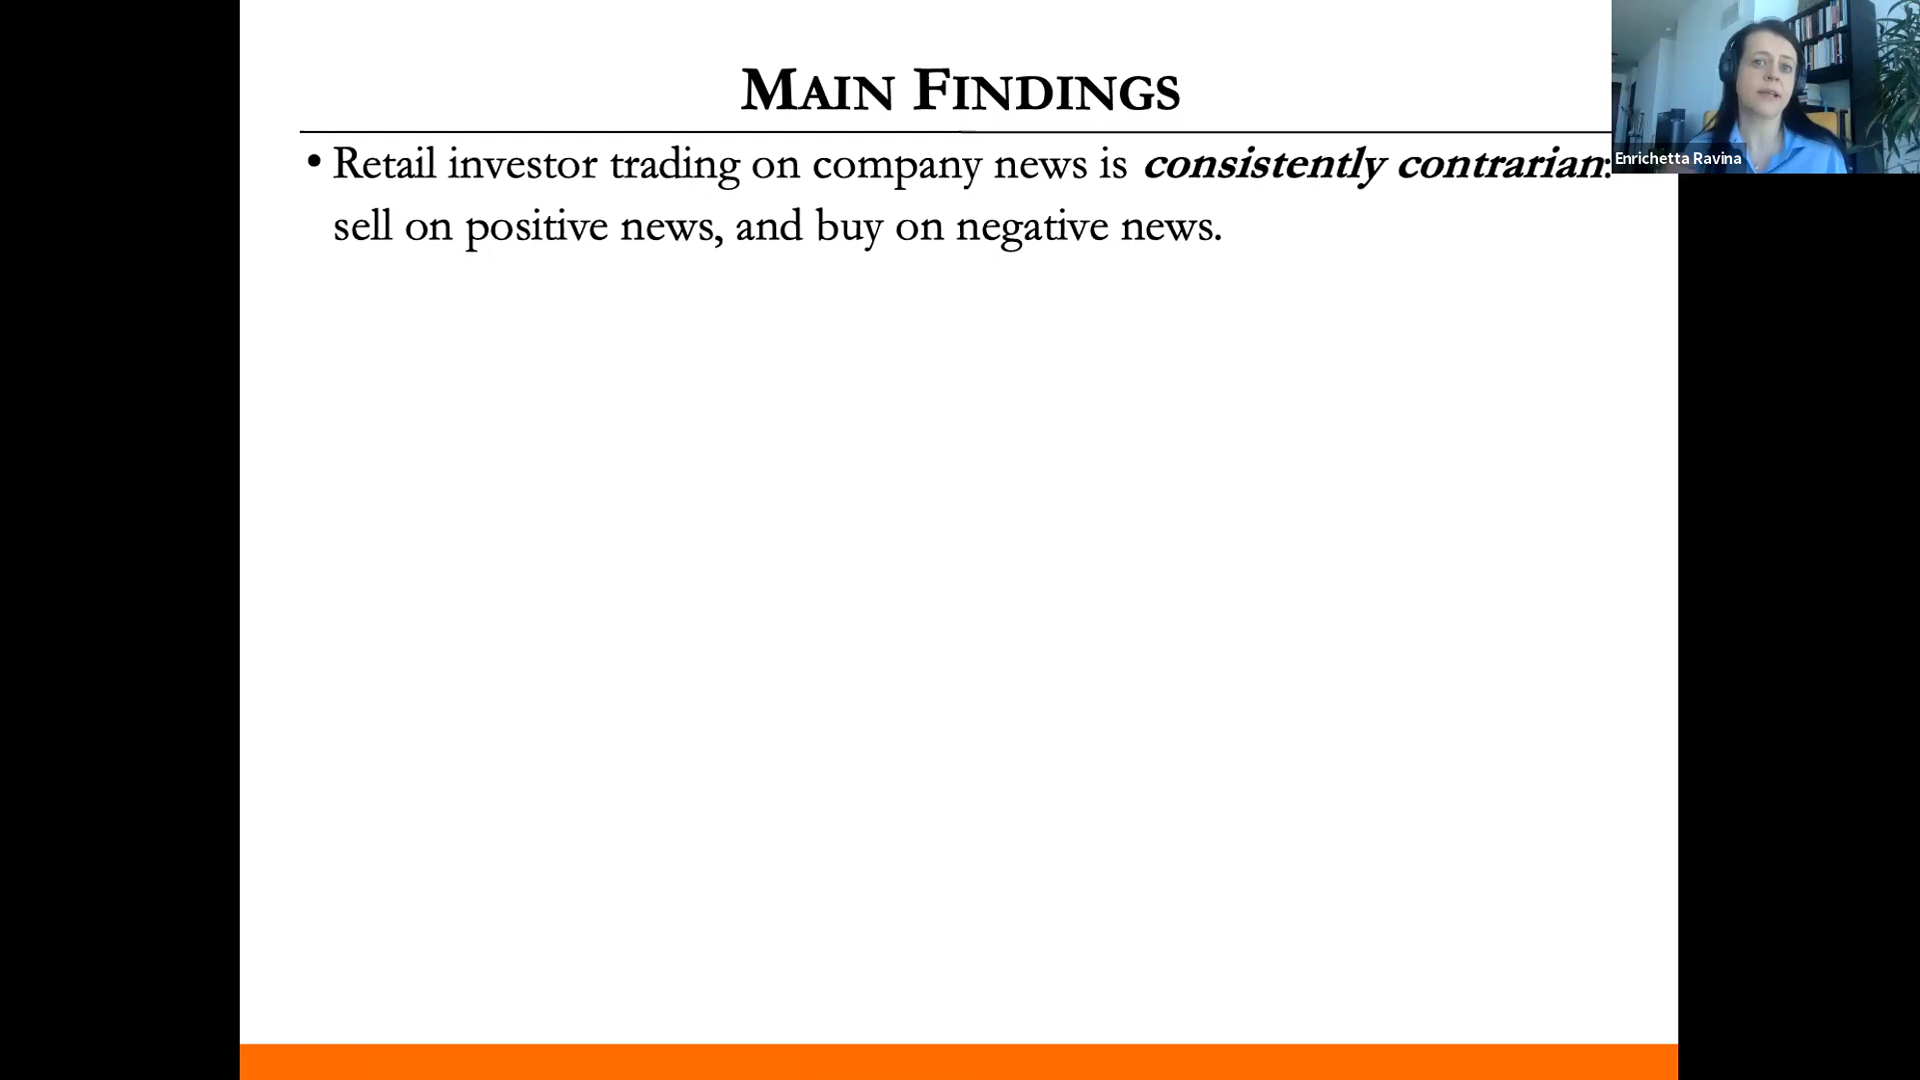 MAIN FINDINGS
• Retail investor trading on company news is consistently contrarian:
sell on positive news, and buy on negative news.
Enrichetta Ravina